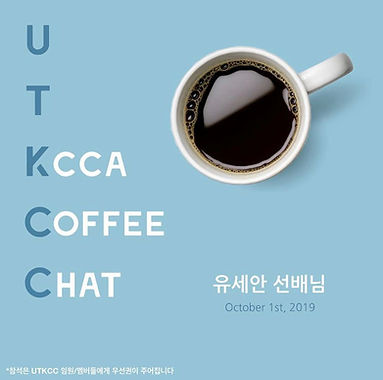 U
T
KCCA
COFFEE
CHAT
유세안 선배님
October 1st, 2019
*참석은 UTKCC 임원/멤버들에게 우선권이 주어집니다